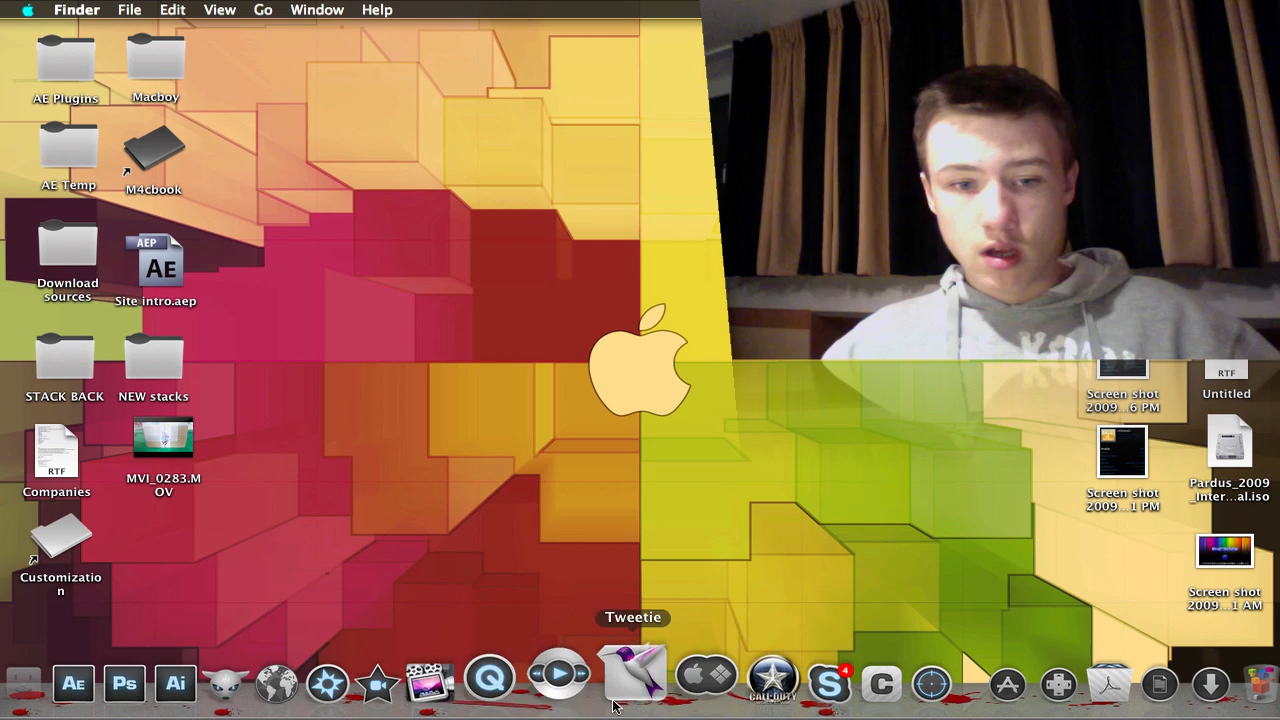 Finder File Edit View Go Window Help
AE Plugins
Macboy
AE Temp
M4cbook
Download
sources
AEP
AE
Site intro.aep
STACK BACK
NEW stacks
RTF
Companies
MVI_0283.M
OV
Customizatio
n
Screen shot
2009...6 PM
RTF
Untitled
Screen shot
2009...1 PM
Pardus_2009
_Inter...al.iso
Screen shot
2009...1 AM
Tweetie
AE
Ps
Ai
Q
CALL OF DUTY
S
4
C